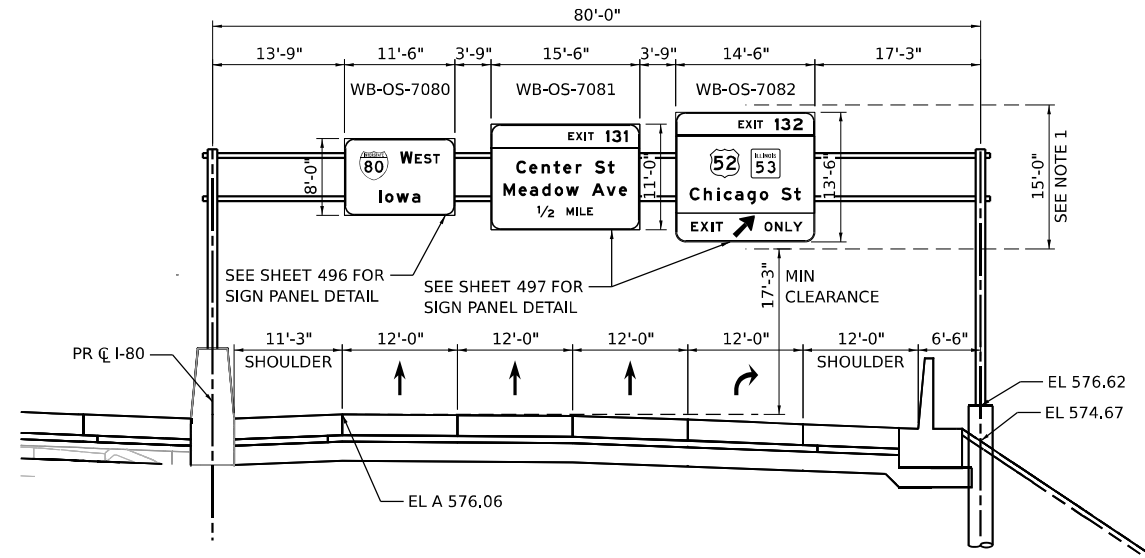 80'-0"
13'-9" 11'-6" 3'-9" 15'-6" 3'-9" 14'-6" 17'-3"
WB-OS-7080 WB-OS-7081 WB-OS-7082
EXIT 131
Center St
Meadow Ave
1/2 MILE
EXIT 132
52
ILLINOIS
53
Chicago St
EXIT ONLY
80
WEST
Iowa
8'-0"
11'-0"
13'-6"
15'-0"
SEE NOTE 1
SEE SHEET 496 FOR
SIGN PANEL DETAIL
SEE SHEET 497 FOR
SIGN PANEL DETAIL
17'-3"
MIN
CLEARANCE
11'-3" 12'-0" 12'-0" 12'-0" 12'-0" 12'-0" 6'-6"
SHOULDER SHOULDER
PR ℄ I-80
EL 576.62
EL 574.67
EL A 576.06